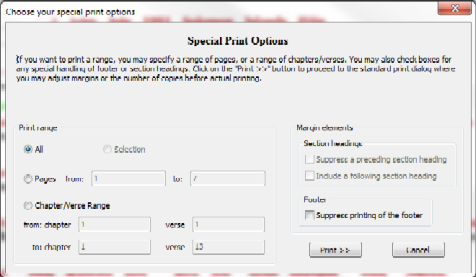 Choose your special print options
Special Print Options
If you want to print a range, you may specify a range of pages, or a range of chapters/verses. You may also check boxes for
any special handling of footer or section headings. Click on the "Print >>" button to proceed to the standard print dialog where
you may adjust margins or the number of copies before actual printing.
Print range
All Selection
Pages from: 1 to: 7
Chapter/Verse Range
from: chapter 1 verse 1
to: chapter 1 verse
Margin elements
Section headings
Suppress a preceding section heading
Include a following section heading
Footer
Suppress printing of the footer
Print >> Cancel